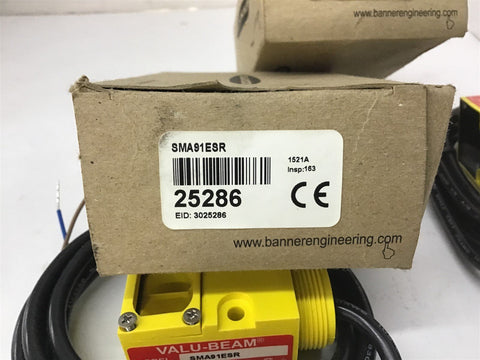 www.bannerengineering.com
SMA91ESR
1521A
Insp:163
25286
EID: 3025286
CE
www.bannerengineering.com
VALU-BEAM®
SMA91ESR